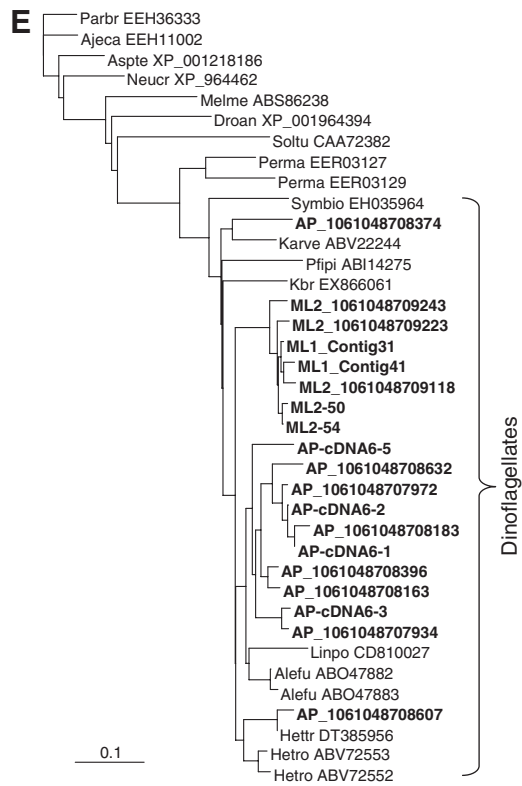 E
Parbr EEH36333
Ajeca EEH11002
Aspte XP_001218186
Neucr XP_964462
Melme ABS86238
Droan XP_001964394
Soltu CAA72382
Perma EER03127
Perma EER03129
Symbio EH035964
AP_1061048708374
Karve ABV22244
Pfipi ABI14275
Kbr EX866061
ML2_1061048709243
ML2_1061048709223
ML1_Contig31
ML1_Contig41
ML2_1061048709118
ML2-50
ML2-54
AP-cDNA6-5
AP_1061048708632
AP_1061048707972
AP-cDNA6-2
AP_1061048708183
AP-cDNA6-1
AP_1061048708396
AP_1061048708163
AP-cDNA6-3
AP_1061048707934
Linpo CD810027
Alefu ABO47882
Alefu ABO47883
AP_1061048708607
Hettr DT385956
Hetro ABV72553
Hetro ABV72552
Dinoflagellates
0.1